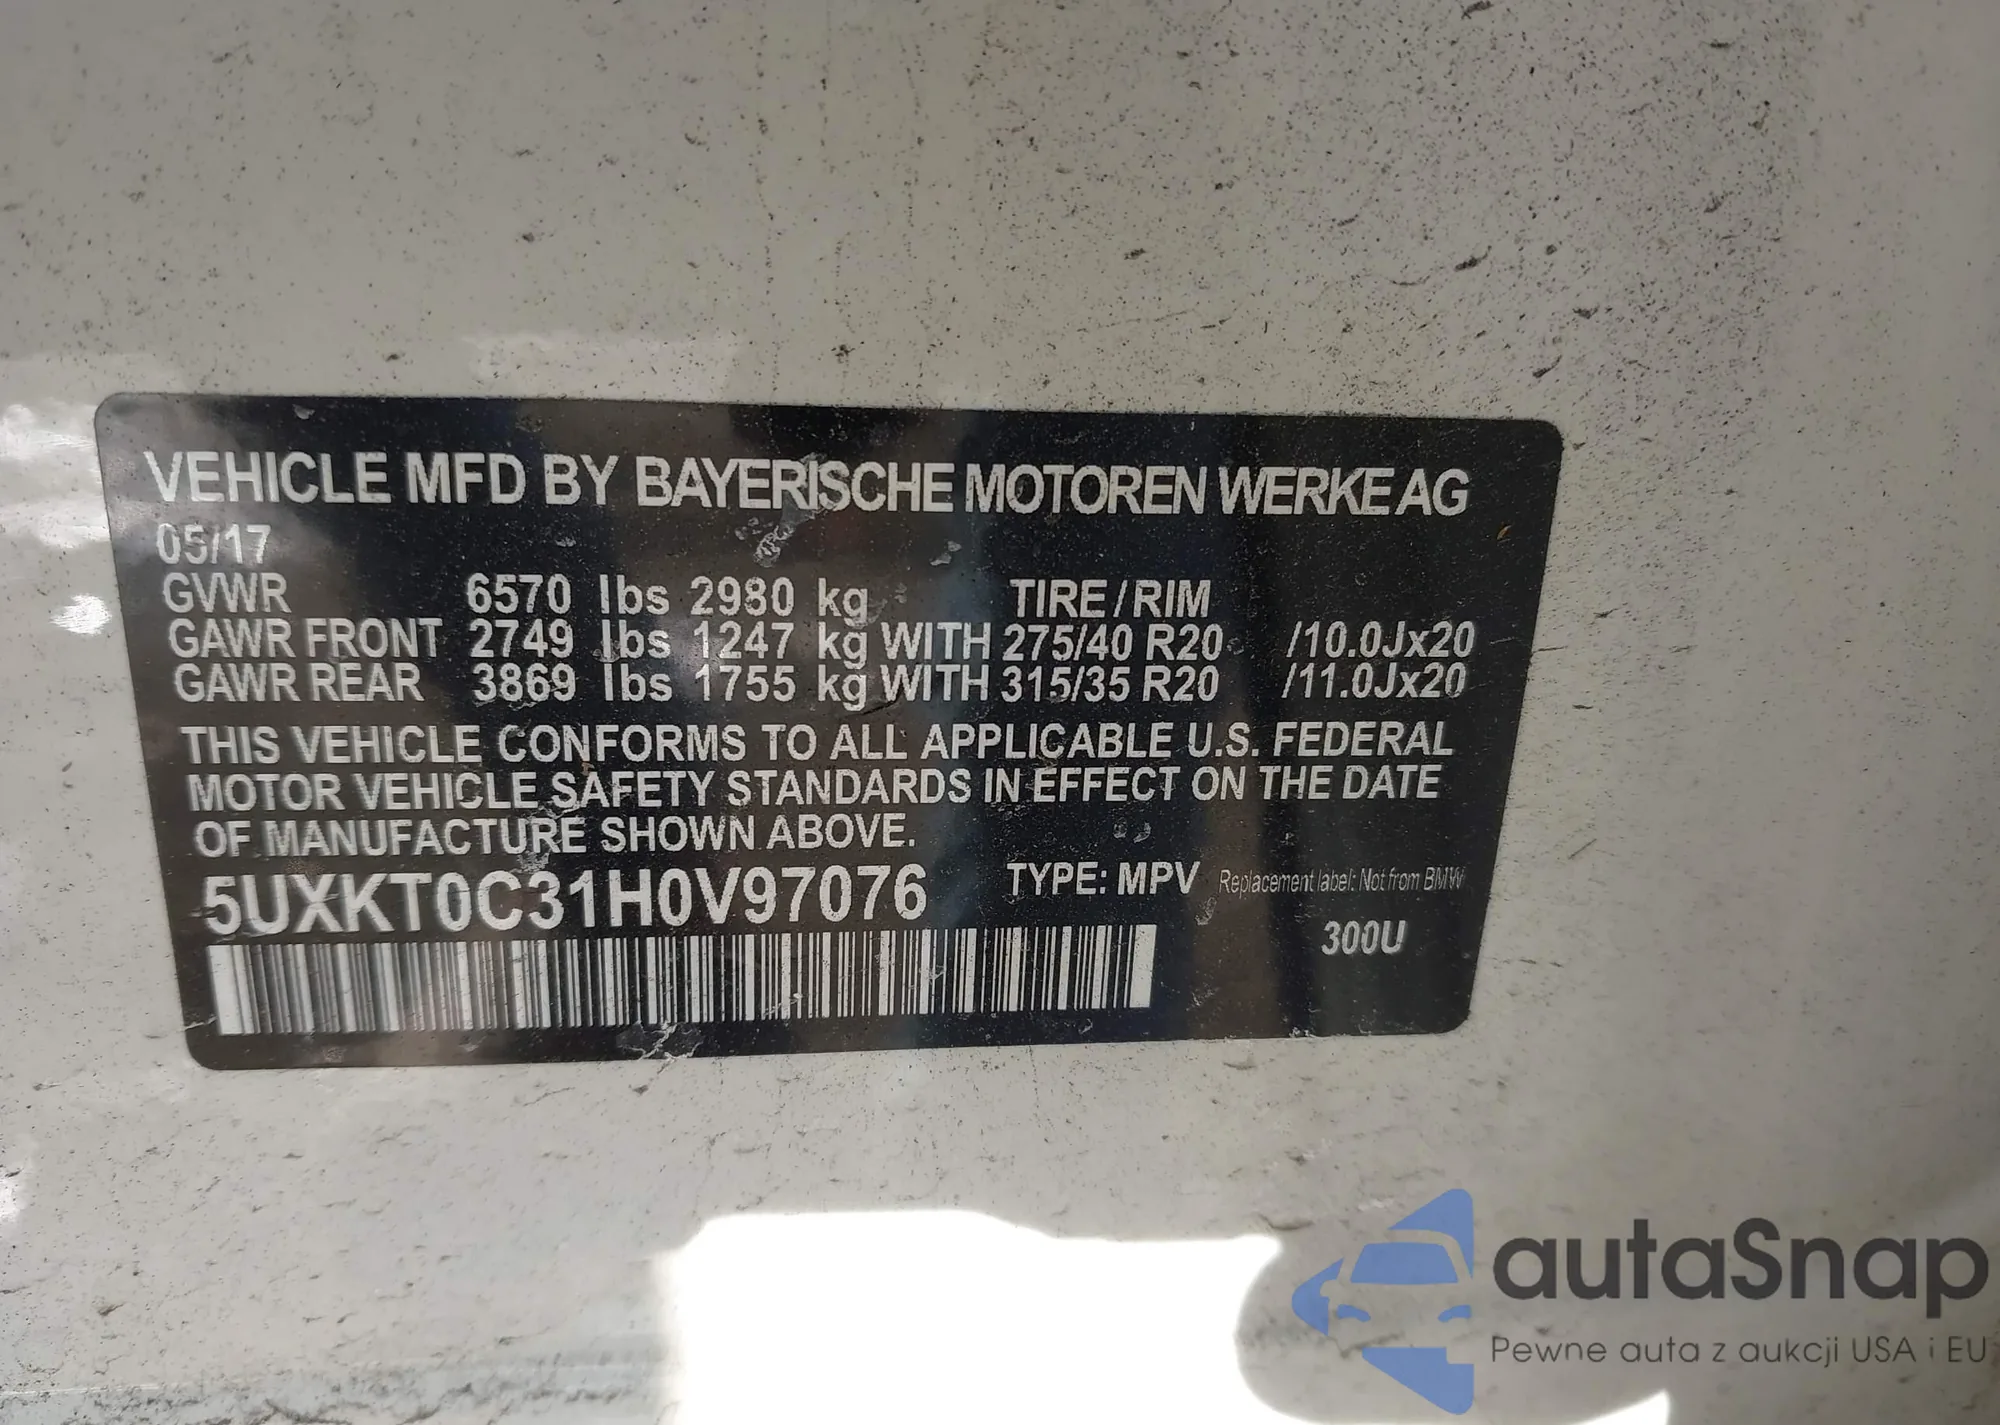 VEHICLE MFD BY BAYERISCHE MOTOREN WERKE AG
05/17
GVWR 6570 lbs 2980 kg TIRE/RIM
GAWR FRONT 2749 lbs 1247 kg WITH 275/40 R20 /10.0Jx20
GAWR REAR 3869 lbs 1755 kg WITH 315/35 R20 /11.0Jx20
THIS VEHICLE CONFORMS TO ALL APPLICABLE U.S. FEDERAL
MOTOR VEHICLE SAFETY STANDARDS IN EFFECT ON THE DATE
OF MANUFACTURE SHOWN ABOVE.
5UXKT0C31H0V97076 TYPE: MPV Replacement label: Not from BMW
300U
autaSnap
Pewne auta z aukcji USA i EU